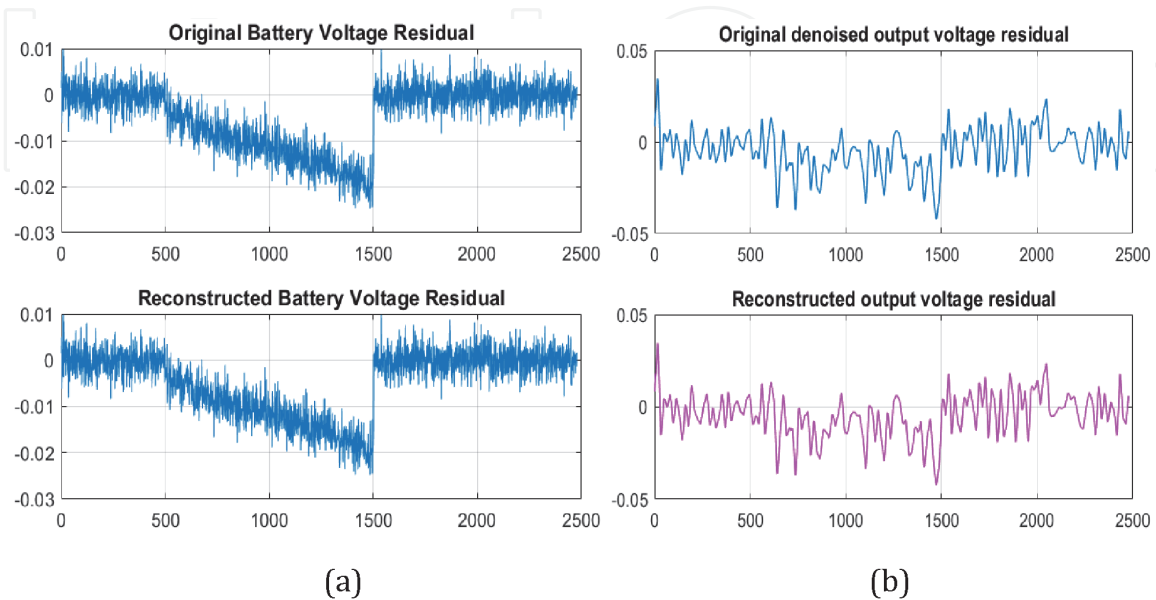 Original Battery Voltage Residual
0.01
0
-0.01
-0.02
-0.03
0 500 1000 1500 2000 2500
Reconstructed Battery Voltage Residual
0.01
0
-0.01
-0.02
-0.03
0 500 1000 1500 2000 2500
(a)
Original denoised output voltage residual
0.05
0
-0.05
0 500 1000 1500 2000 2500
Reconstructed output voltage residual
0.05
0
-0.05
0 500 1000 1500 2000 2500
(b)